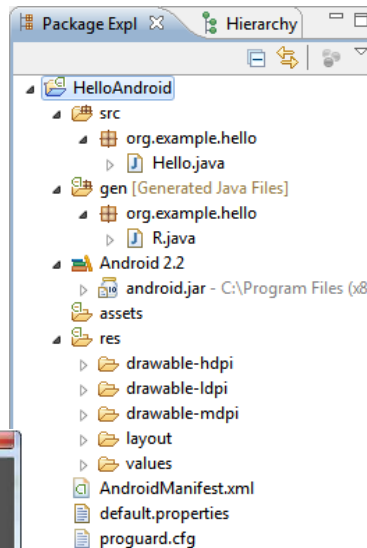 Package Expl Hierarchy
HelloAndroid
src
org.example.hello
Hello.java
gen [Generated Java Files]
org.example.hello
R.java
Android 2.2
android.jar - C:\Program Files (x8
assets
res
drawable-hdpi
drawable-ldpi
drawable-mdpi
layout
values
AndroidManifest.xml
default.properties
proguard.cfg